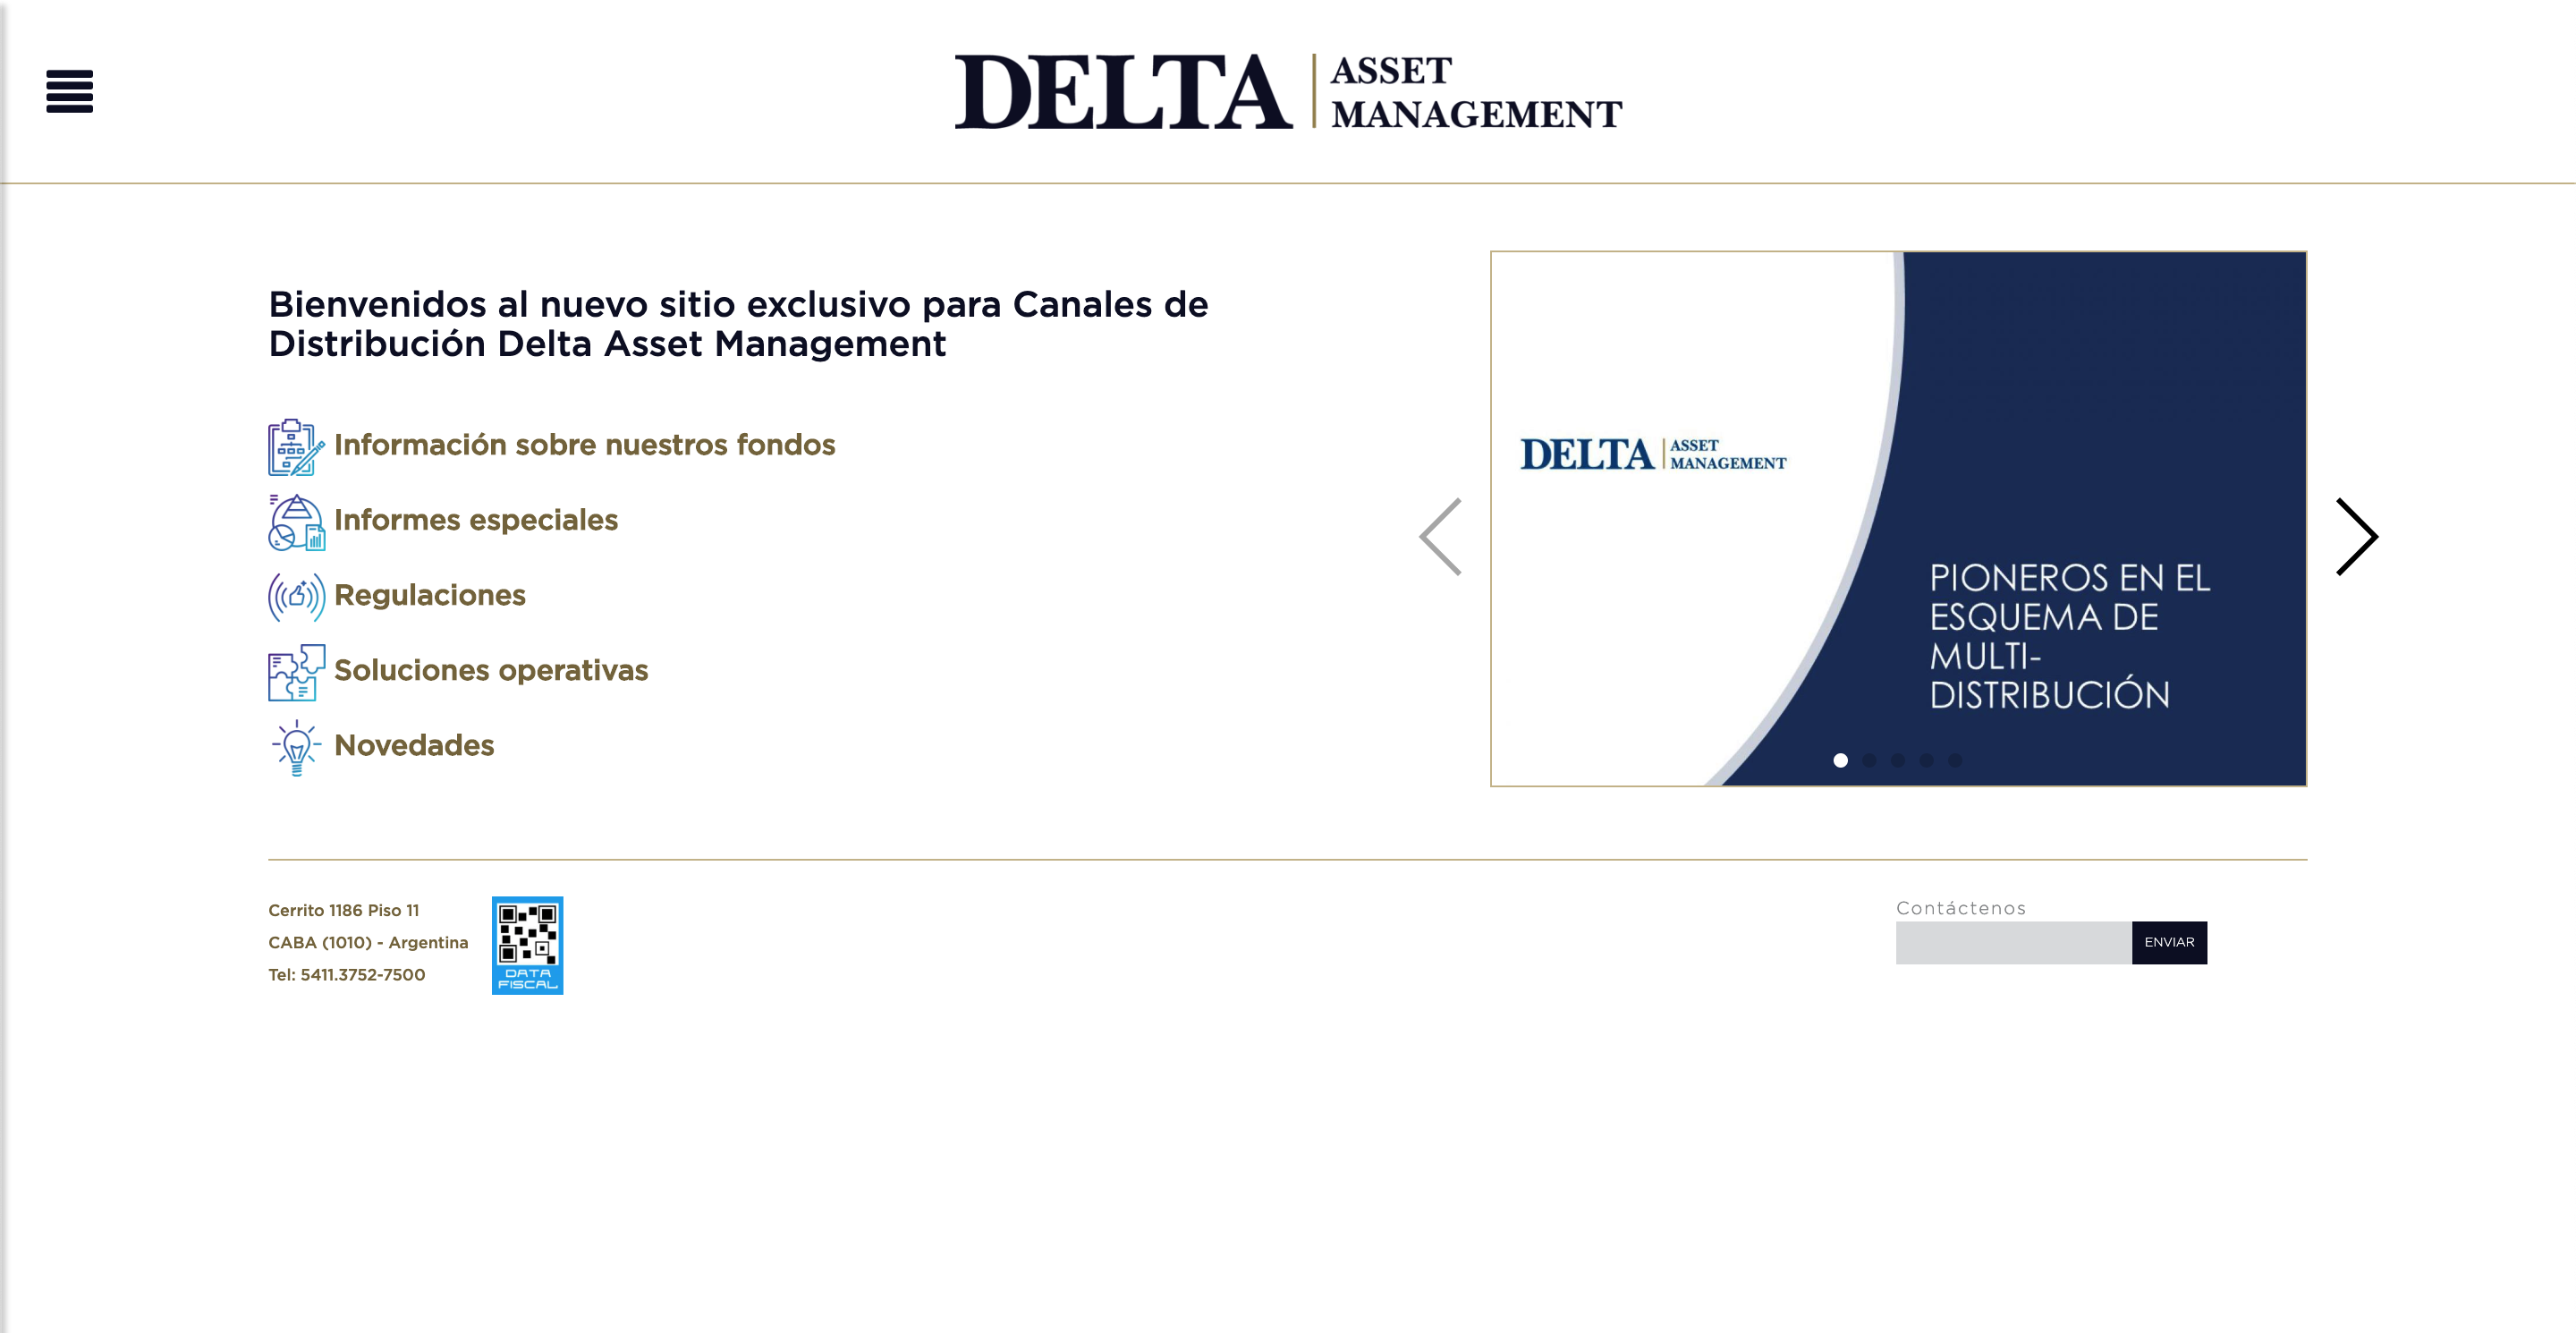 DELTA ASSET
MANAGEMENT
Bienvenidos al nuevo sitio exclusivo para Canales de
Distribución Delta Asset Management
Información sobre nuestros fondos
Informes especiales
Regulaciones
Soluciones operativas
Novedades
DELTA ASSET
MANAGEMENT
PIONEROS EN EL
ESQUEMA DE
MULTI-
DISTRIBUCIÓN
Cerrito 1186 Piso 11
CABA (1010) - Argentina
Tel: 5411.3752-7500
DATA
FISCAL
Contáctenos
ENVIAR